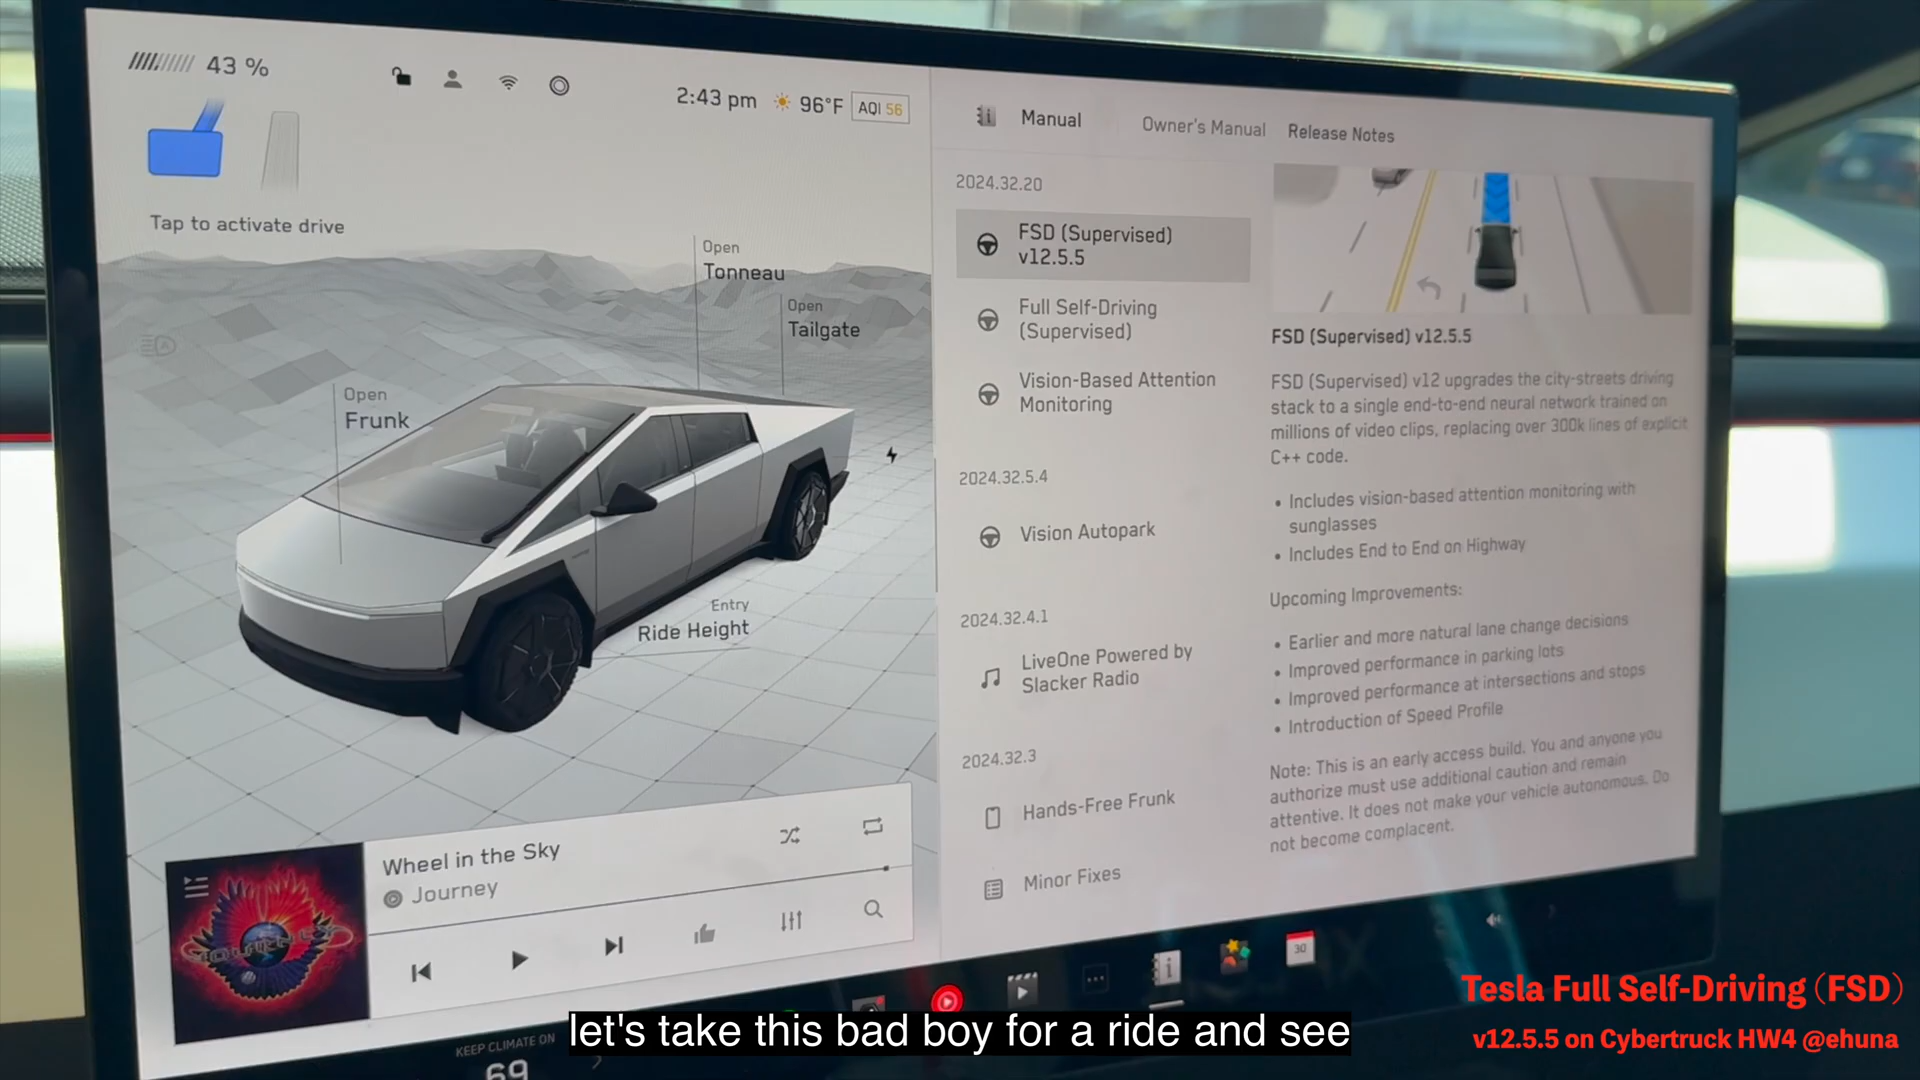 43 %
2:43 pm 96°F AQI 56
Tap to activate drive
Open
Tonneau
Open
Tailgate
Open
Frunk
Entry
Ride Height
Wheel in the Sky
Journey
JOURNEY
KEEP CLIMATE ON
69
Manual Owner's Manual Release Notes
2024.32.20
FSD (Supervised)
v12.5.5
Full Self-Driving
(Supervised)
Vision-Based Attention
Monitoring
2024.32.5.4
Vision Autopark
2024.32.4.1
LiveOne Powered by
Slacker Radio
2024.32.3
Hands-Free Frunk
Minor Fixes
FSD (Supervised) v12.5.5
FSD (Supervised) v12 upgrades the city-streets driving
stack to a single end-to-end neural network trained on
millions of video clips, replacing over 300k lines of explicit
C++ code.
• Includes vision-based attention monitoring with
sunglasses
• Includes End to End on Highway
Upcoming Improvements:
• Earlier and more natural lane change decisions
• Improved performance in parking lots
• Improved performance at intersections and stops
• Introduction of Speed Profile
Note: This is an early access build. You and anyone you
authorize must use additional caution and remain
attentive. It does not make your vehicle autonomous. Do
not become complacent.
30
let's take this bad boy for a ride and see
Tesla Full Self-Driving (FSD)
v12.5.5 on Cybertruck HW4 @ehuna